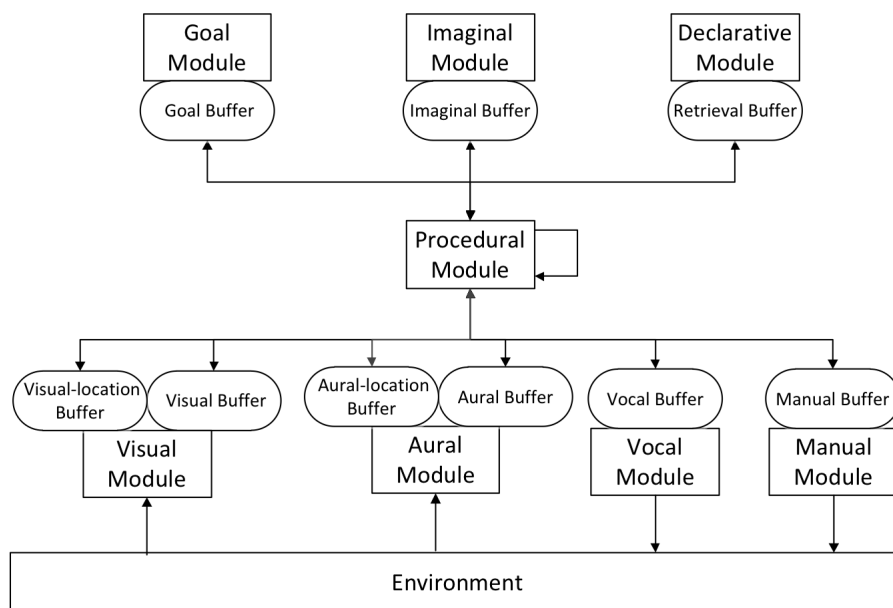 Goal
Module
Imaginal
Module
Declarative
Module
Goal Buffer
Imaginal Buffer
Retrieval Buffer
Procedural
Module
Visual-location
Buffer
Visual Buffer
Aural-location
Buffer
Aural Buffer
Vocal Buffer
Manual Buffer
Visual
Module
Aural
Module
Vocal
Module
Manual
Module
Environment